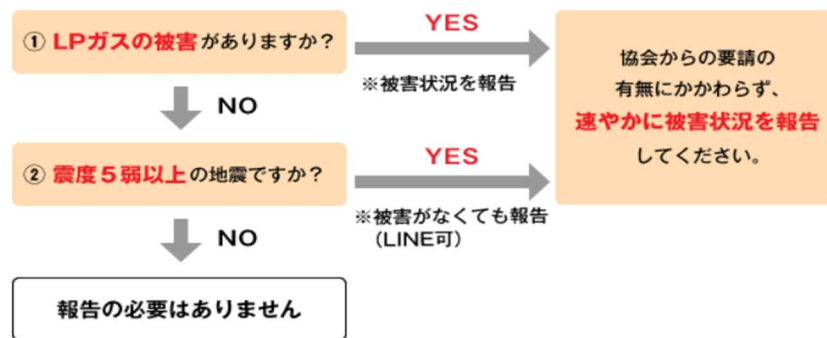 ① LPガスの被害がありますか？
YES
※被害状況を報告
協会からの要請の
有無にかかわらず、
速やかに被害状況を報告
してください。
NO
② 震度５弱以上の地震ですか？
YES
※被害がなくても報告
（LINE可）
NO
報告の必要はありません